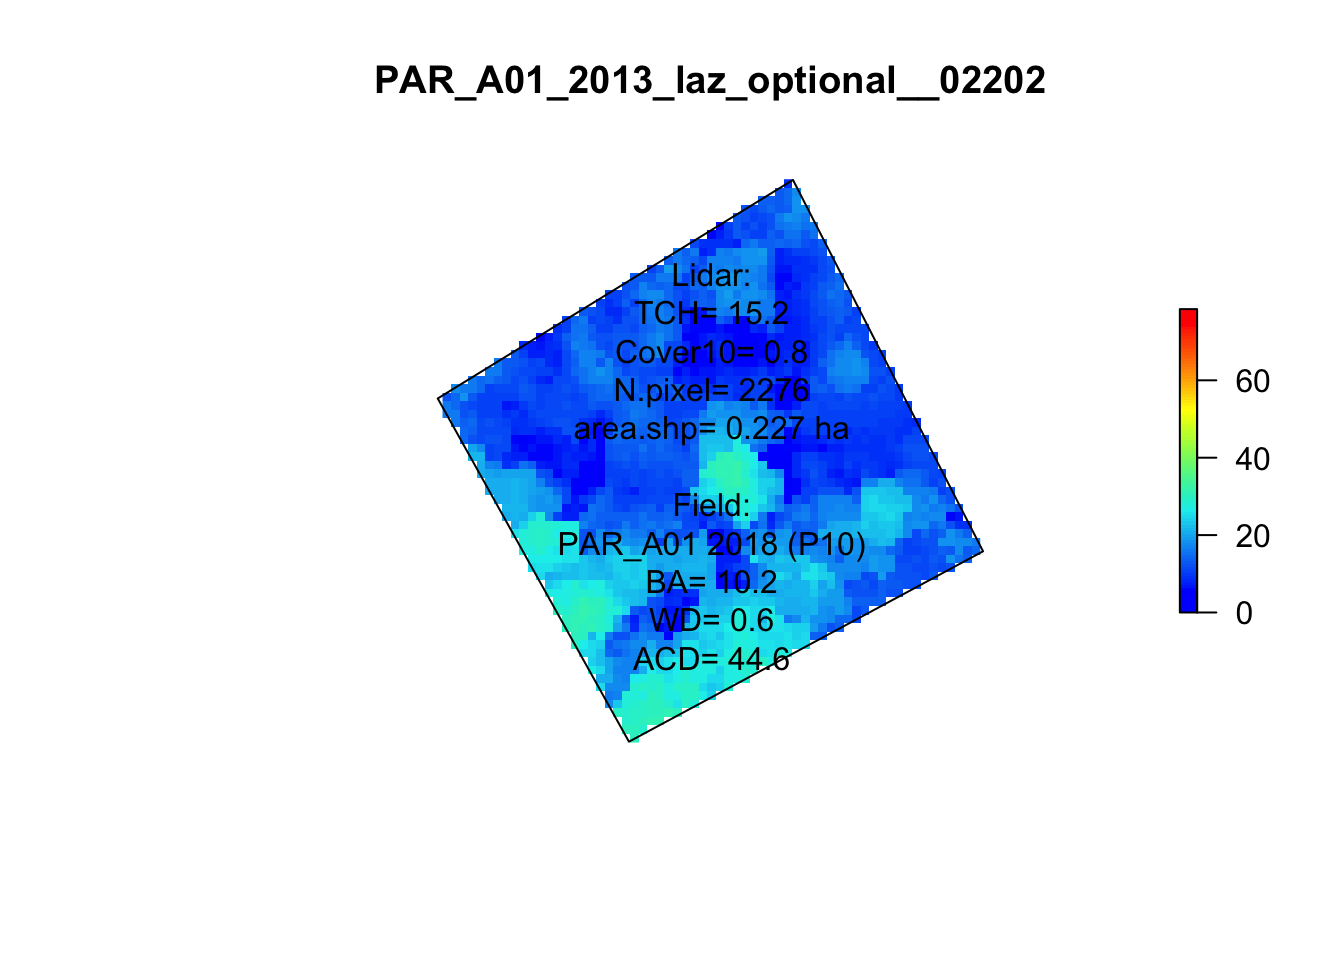 PAR_A01_2013_laz_optional__02202
Lidar:
TCH= 15.2
Cover10= 0.8
N.pixel= 2276
area.shp= 0.227 ha
Field:
PAR_A01 2018 (P10)
BA= 10.2
WD= 0.6
ACD= 44.6
60
40
20
0